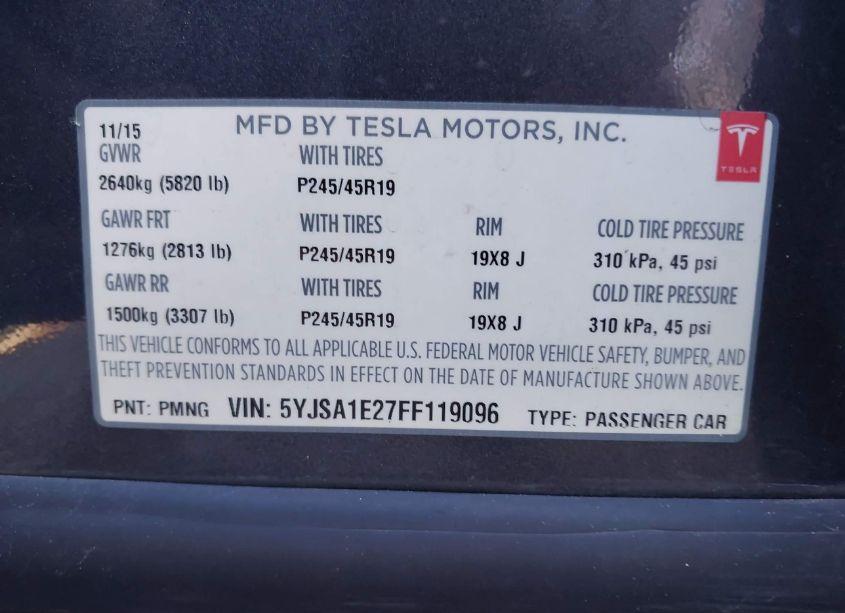 11/15 MFD BY TESLA MOTORS, INC.
TESLA
GVWR WITH TIRES
2640kg (5820 lb) P245/45R19
GAWR FRT WITH TIRES RIM COLD TIRE PRESSURE
1276kg (2813 lb) P245/45R19 19X8 J 310 kPa, 45 psi
GAWR RR WITH TIRES RIM COLD TIRE PRESSURE
1500kg (3307 lb) P245/45R19 19X8 J 310 kPa, 45 psi
THIS VEHICLE CONFORMS TO ALL APPLICABLE U.S. FEDERAL MOTOR VEHICLE SAFETY, BUMPER, AND
THEFT PREVENTION STANDARDS IN EFFECT ON THE DATE OF MANUFACTURE SHOWN ABOVE.
PNT: PMNG VIN: 5YJSA1E27FF119096 TYPE: PASSENGER CAR